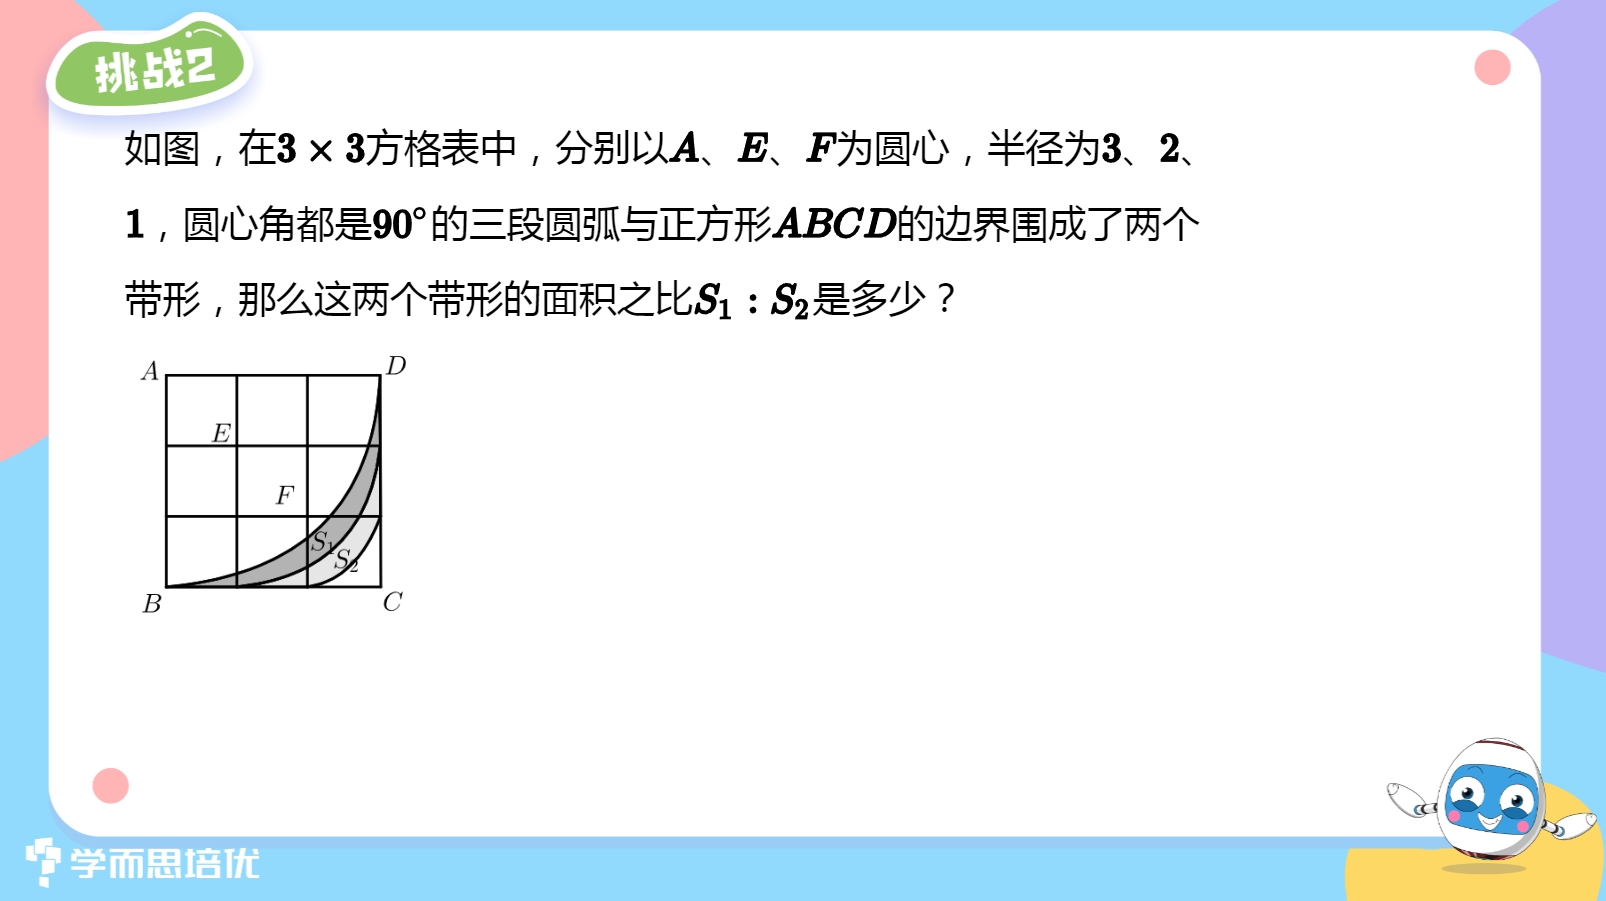 挑战2
如图，在3 × 3方格表中，分别以A、E、F为圆心，半径为3、2、
1，圆心角都是90°的三段圆弧与正方形ABCD的边界围成了两个
带形，那么这两个带形的面积之比S₁ : S₂是多少？
A D
E
F
S₁
S₂
B C
学而思培优